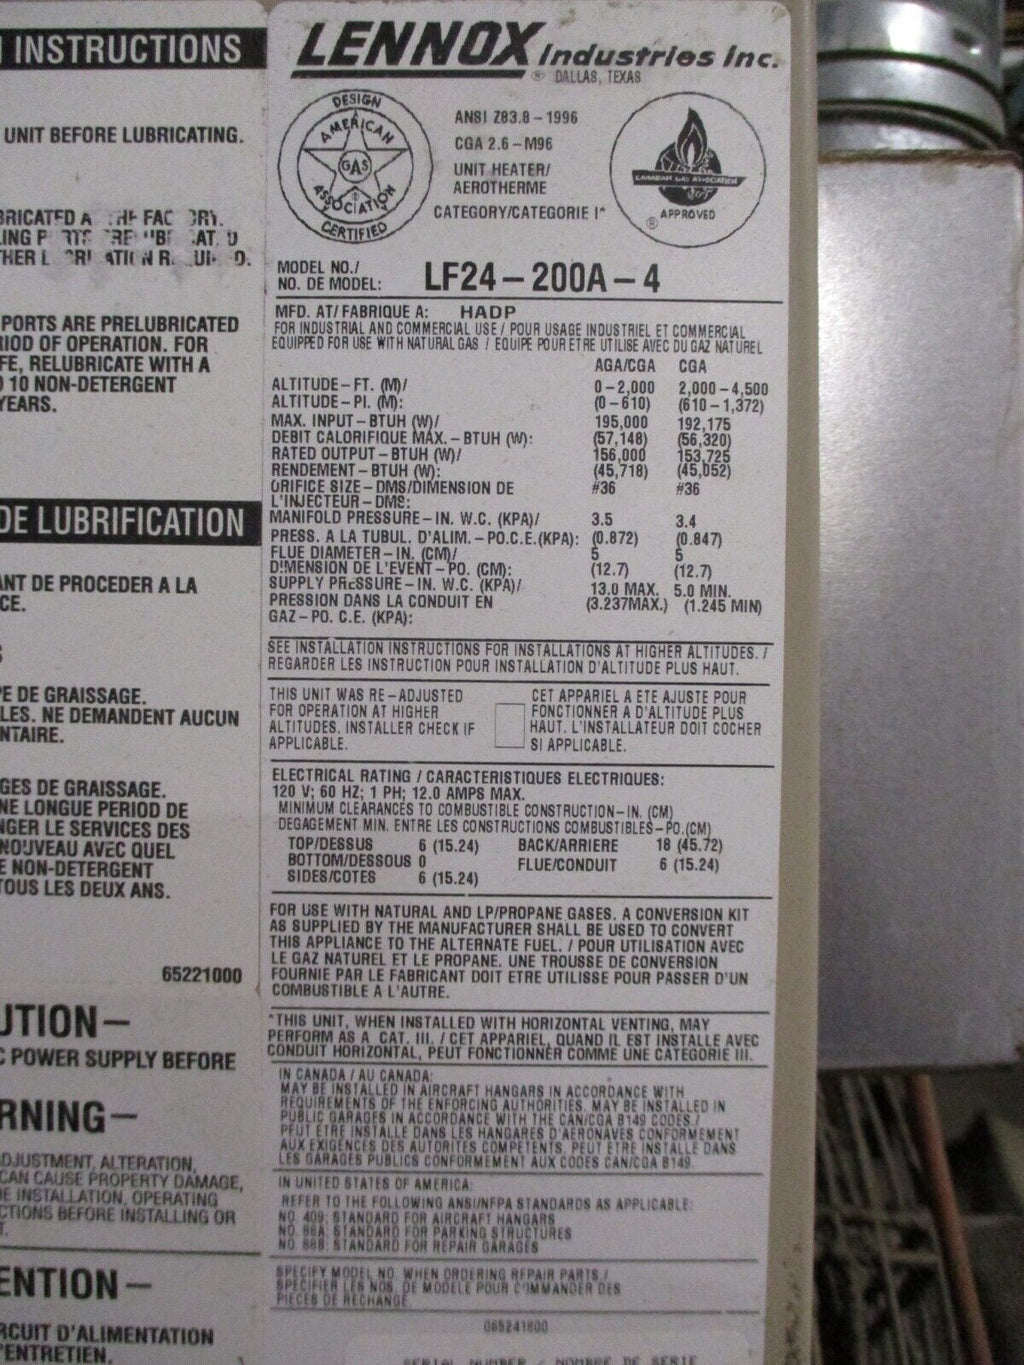 INSTRUCTIONS
UNIT BEFORE LUBRICATING.
PORTS ARE PRELUBRICATED
OF OPERATION. FOR
RELUBRICATE WITH A
10 NON-DETERGENT
YEARS.
DE LUBRIFICATION
DE PROCEDER A LA
DE GRAISSAGE.
NE DEMANDENT AUCUN
DE GRAISSAGE.
LONGUE PERIOD DE
LE SERVICES DES
NOUVEAU AVEC QUEL
NON-DETERGENT
TOUS LES DEUX ANS.
65221000
POWER SUPPLY BEFORE
ADJUSTMENT, ALTERATION,
CAN CAUSE PROPERTY DAMAGE,
INSTALLATION, OPERATING
BEFORE INSTALLING OR
D'ALIMENTATION
LENNOX Industries Inc.
® DALLAS, TEXAS
DESIGN
AMERICAN
GAS
®
ASSOCIATION
CERTIFIED
ANSI Z83.8-1996
CGA 2.6-M96
UNIT HEATER/
AEROTHERME
CATEGORY/CATEGORIE I*
CANADIAN GAS ASSOCIATION
® APPROVED
MODEL NO./
NO. DE MODEL: LF24-200A-4
MFD. AT/FABRIQUE A: HADP
FOR INDUSTRIAL AND COMMERCIAL USE / POUR USAGE INDUSTRIEL ET COMMERCIAL
EQUIPPED FOR USE WITH NATURAL GAS / EQUIPE POUR ETRE UTILISE AVEC DU GAZ NATUREL
AGA/CGA CGA
ALTITUDE-FT. (M)/ 0-2,000 2,000-4,500
ALTITUDE-PI. (M): (0-610) (610-1,372)
MAX. INPUT-BTUH (W)/ 195,000 192,175
DEBIT CALORIFIQUE MAX.-BTUH (W): (57,148) (56,320)
RATED OUTPUT-BTUH (W)/ 156,000 153,725
RENDEMENT-BTUH (W): (45,718) (45,052)
ORIFICE SIZE-DMS/DIMENSION DE #36 #36
L'INJECTEUR-DMS:
MANIFOLD PRESSURE-IN. W.C. (KPA)/ 3.5 3.4
PRESS. A LA TUBUL. D'ALIM.-PO.C.E.(KPA): (0.872) (0.847)
FLUE DIAMETER-IN. (CM)/ 5 5
DIMENSION DE L'EVENT-PO. (CM): (12.7) (12.7)
SUPPLY PRESSURE-IN. W.C. (KPA)/ 13.0 MAX. 5.0 MIN.
PRESSION DANS LA CONDUIT EN (3.237MAX.) (1.245 MIN)
GAZ-PO. C.E. (KPA):
SEE INSTALLATION INSTRUCTIONS FOR INSTALLATIONS AT HIGHER ALTITUDES. /
REGARDER LES INSTRUCTION POUR INSTALLATION D'ALTITUDE PLUS HAUT.
THIS UNIT WAS RE-ADJUSTED
FOR OPERATION AT HIGHER
ALTITUDES. INSTALLER CHECK IF
APPLICABLE.
CET APPARIEL A ETE AJUSTE POUR
FONCTIONNER A D'ALTITUDE PLUS
HAUT. L'INSTALLATEUR DOIT COCHER
SI APPLICABLE.
ELECTRICAL RATING / CARACTERISTIQUES ELECTRIQUES:
120 V; 60 HZ; 1 PH; 12.0 AMPS MAX.
MINIMUM CLEARANCES TO COMBUSTIBLE CONSTRUCTION-IN. (CM)
DEGAGEMENT MIN. ENTRE LES CONSTRUCTIONS COMBUSTIBLES-PO.(CM)
TOP/DESSUS 6 (15.24) BACK/ARRIERE 18 (45.72)
BOTTOM/DESSOUS 0 FLUE/CONDUIT 6 (15.24)
SIDES/COTES 6 (15.24)
FOR USE WITH NATURAL AND LP/PROPANE GASES. A CONVERSION KIT
AS SUPPLIED BY THE MANUFACTURER SHALL BE USED TO CONVERT
THIS APPLIANCE TO THE ALTERNATE FUEL. / POUR UTILISATION AVEC
LE GAZ NATUREL ET LE PROPANE. UNE TROUSSE DE CONVERSION
FOURNIE PAR LE FABRICANT DOIT ETRE UTILISSE POUR PASSER D'UN
COMBUSTIBLE A L'AUTRE.
*THIS UNIT, WHEN INSTALLED WITH HORIZONTAL VENTING, MAY
PERFORM AS A CAT. III. / CET APPARIEL, QUAND IL EST INSTALLE AVEC
CONDUIT HORIZONTAL, PEUT FONCTIONNER COMME UNE CATEGORIE III.
IN CANADA / AU CANADA:
MAY BE INSTALLED IN AIRCRAFT HANGARS IN ACCORDANCE WITH
REQUIREMENTS OF THE ENFORCING AUTHORITIES. MAY BE INSTALLED IN
PUBLIC GARAGES IN ACCORDANCE WITH THE CAN/CGA B149 CODES./
PEUT ETRE INSTALLE DANS LES HANGARES D'AERONAVES CONFORMEMENT
AUX EXIGENCES DES AUTORITES COMPETENTS. PEUT ETRE INSTALLE DANS
LES GARAGES PUBLICS CONFORMEMENT AUX CODES CAN/CGA B149.
IN UNITED STATES OF AMERICA:
REFER TO THE FOLLOWING ANSI/NFPA STANDARDS AS APPLICABLE:
NO. 409: STANDARD FOR AIRCRAFT HANGARS
NO. 88A: STANDARD FOR PARKING STRUCTURES
NO. 88B: STANDARD FOR REPAIR GARAGES
SPECIFY MODEL NO. WHEN ORDERING REPAIR PARTS /
SPECIFIER LES NOS. DE MODELE POUR COMMANDER DES
PIECES DE RECHANGE.
065241800
SERIAL NUMBER / NOMBRE DE SERIE